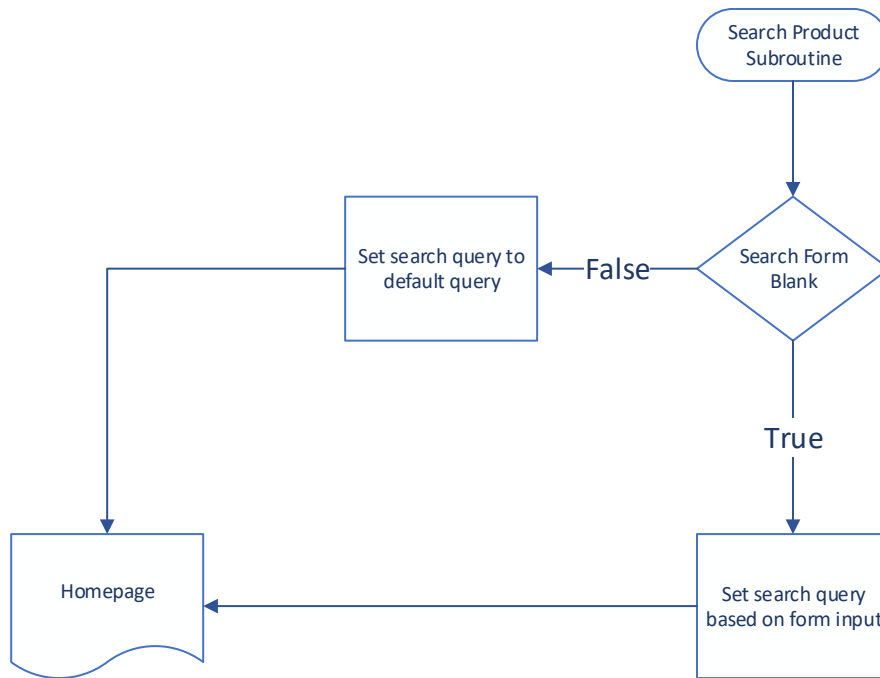 Search Product
Subroutine
Set search query to
default query
False
Search Form
Blank
True
Homepage
Set search query
based on form input